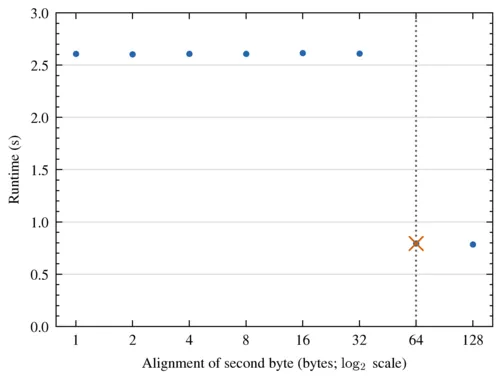 3.0
2.5
2.0
1.5
1.0
0.5
0.0
Runtime (s)
1 2 4 8 16 32 64 128
Alignment of second byte (bytes; log₂ scale)